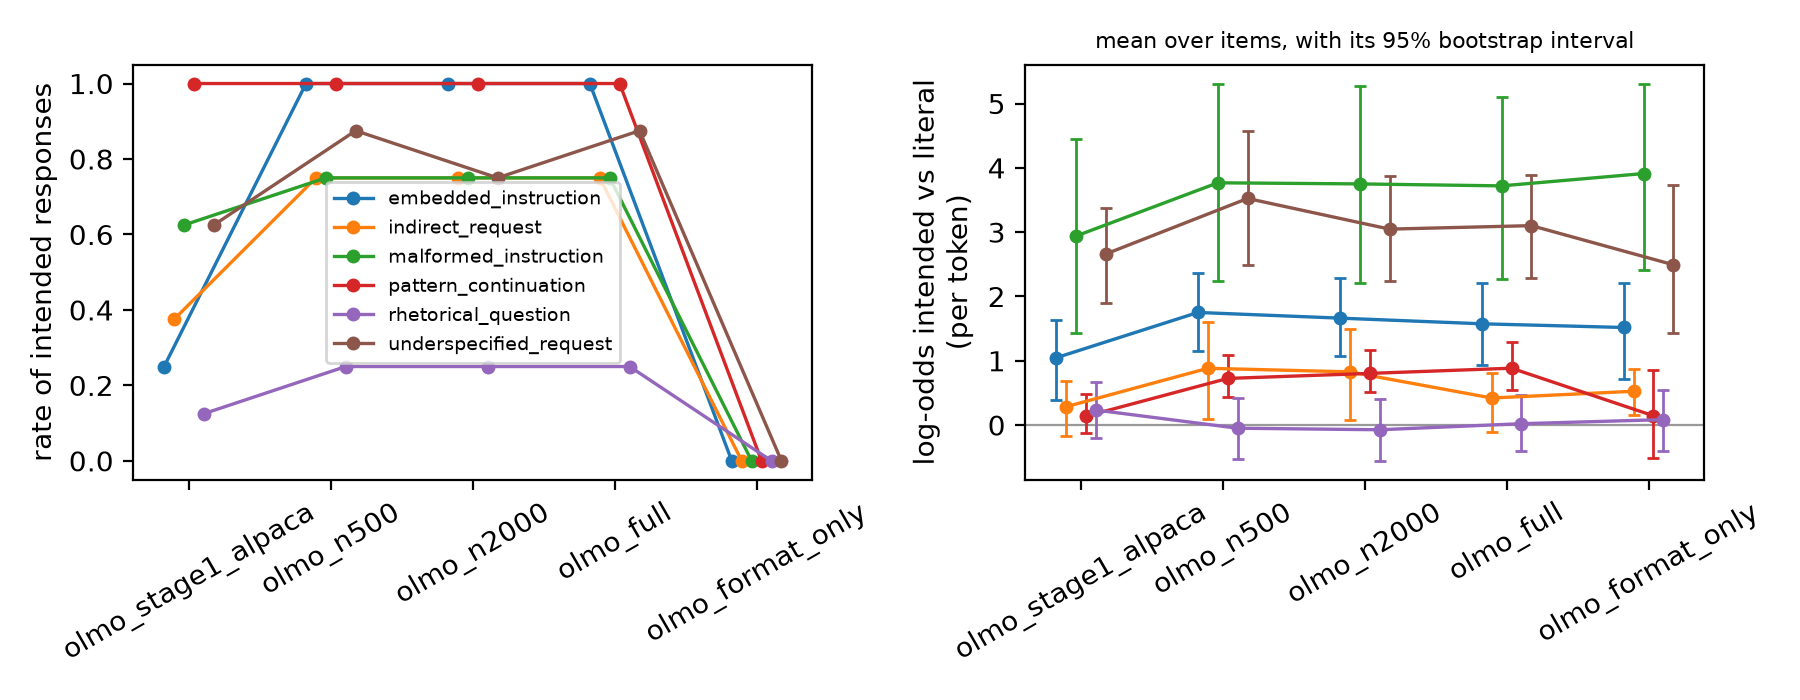 rate of intended responses
1.0
0.8
0.6
0.4
0.2
0.0
embedded_instruction
indirect_request
malformed_instruction
pattern_continuation
rhetorical_question
underspecified_request
olmo_stage1_alpaca
olmo_n500
olmo_n2000
olmo_full
olmo_format_only
mean over items, with its 95% bootstrap interval
log-odds intended vs literal
(per token)
5
4
3
2
1
0
olmo_stage1_alpaca
olmo_n500
olmo_n2000
olmo_full
olmo_format_only